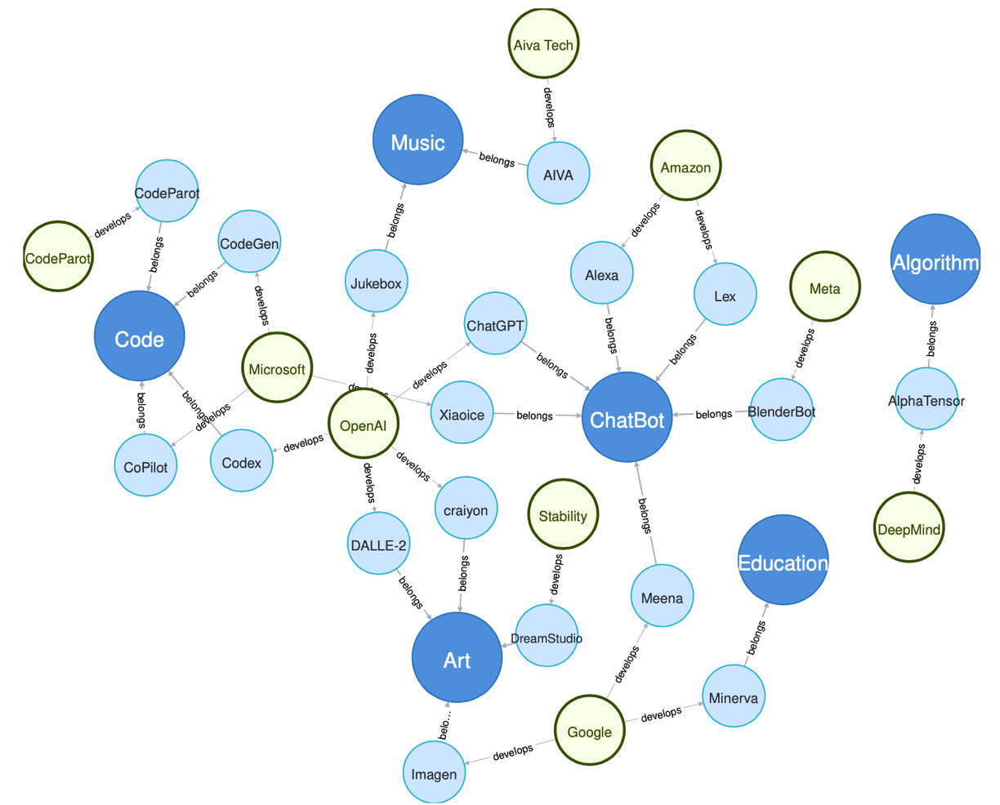 Aiva Tech
develops
Music
belongs
AIVA
Amazon
CodeParot
develops
CodeParot
belongs
CodeGen
belongs
develops
belongs
Jukebox
develops
develops
Alexa
Lex
Meta
Algorithm
Code
Microsoft
develops
ChatGPT
develops
belongs
belongs
belongs
develops
belongs
belongs
develops
OpenAI
Xiaoice
belongs
ChatBot
belongs
BlenderBot
AlphaTensor
belongs
develops
CoPilot
Codex
develops
develops
develops
develops
craiyon
Stability
belongs
DeepMind
DALLE-2
belongs
belongs
develops
Education
Meena
DreamStudio
Art
develops
belongs
Minerva
develops
belo...
Google
develops
Imagen